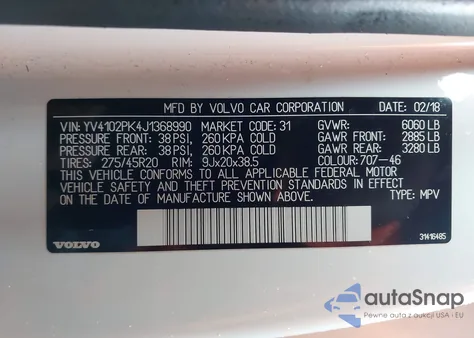 MFD BY VOLVO CAR CORPORATION DATE: 02/18
VIN: YV4102PK4J1368990 MARKET CODE: 31 GVWR: 6060 LB
PRESSURE FRONT: 38 PSI, 260 KPA COLD GAWR FRONT: 2885 LB
PRESSURE REAR: 38 PSI, 260 KPA COLD GAWR REAR: 3280 LB
TIRES: 275/45R20 RIM: 9Jx20x38.5 COLOUR: 707-46
THIS VEHICLE CONFORMS TO ALL APPLICABLE FEDERAL MOTOR
VEHICLE SAFETY AND THEFT PREVENTION STANDARDS IN EFFECT
ON THE DATE OF MANUFACTURE SHOWN ABOVE. TYPE: MPV
VOLVO 31416485
autoSnap
Pewne auta z aukcji USA i EU